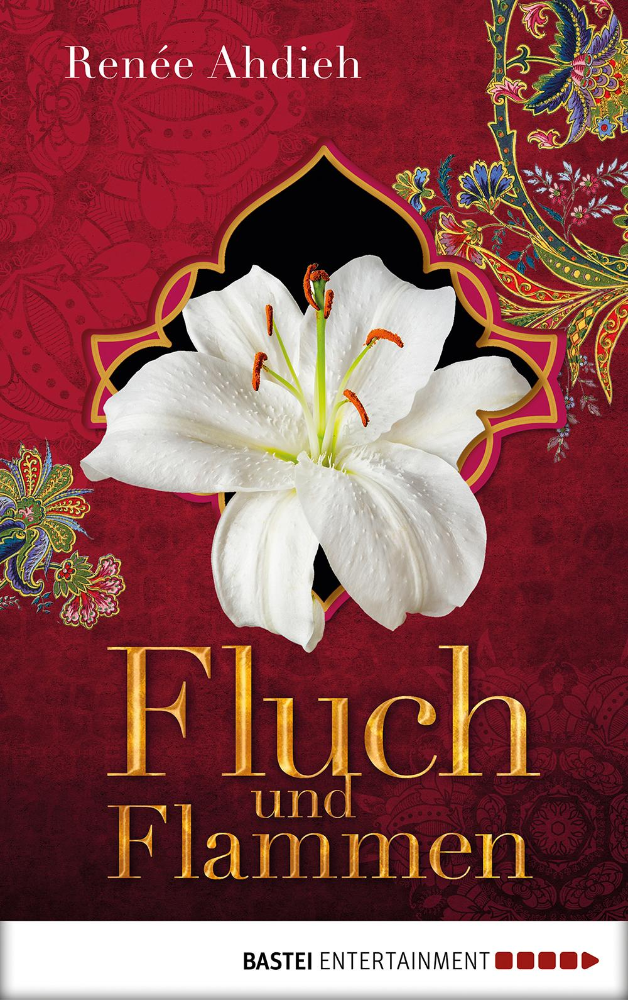 Renée Ahdieh
Fluch
und
Flammen
BASTEI ENTERTAINMENT